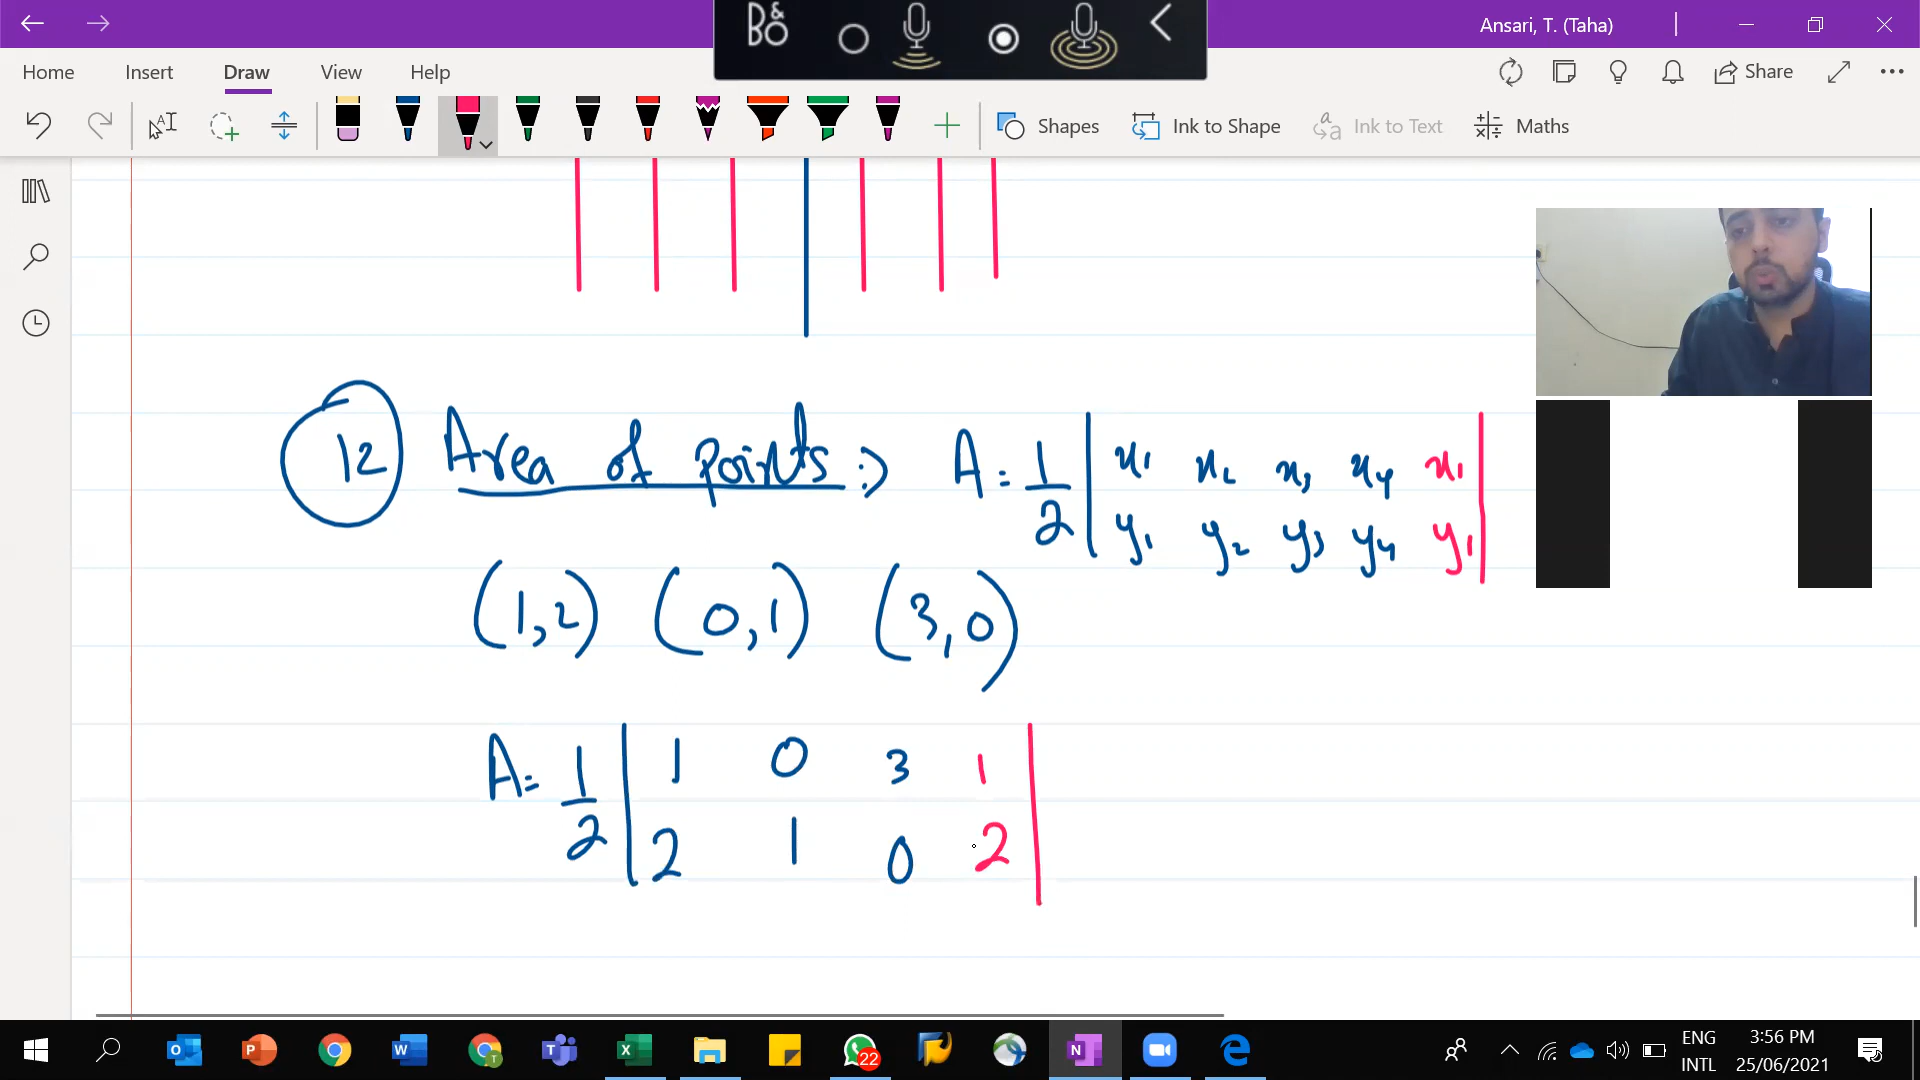 B&O
Ansari, T. (Taha)
Home Insert Draw View Help Share
Shapes Ink to Shape Ink to Text Maths
12 Area of points :) A = 1/2 | x1 x2 x3 x4 x1 |
y1 y2 y3 y4 y1
(1,2) (0,1) (3,0)
A = 1/2 | 1 0 3 1 |
2 1 0 2
22
ENG 3:56 PM
INTL 25/06/2021